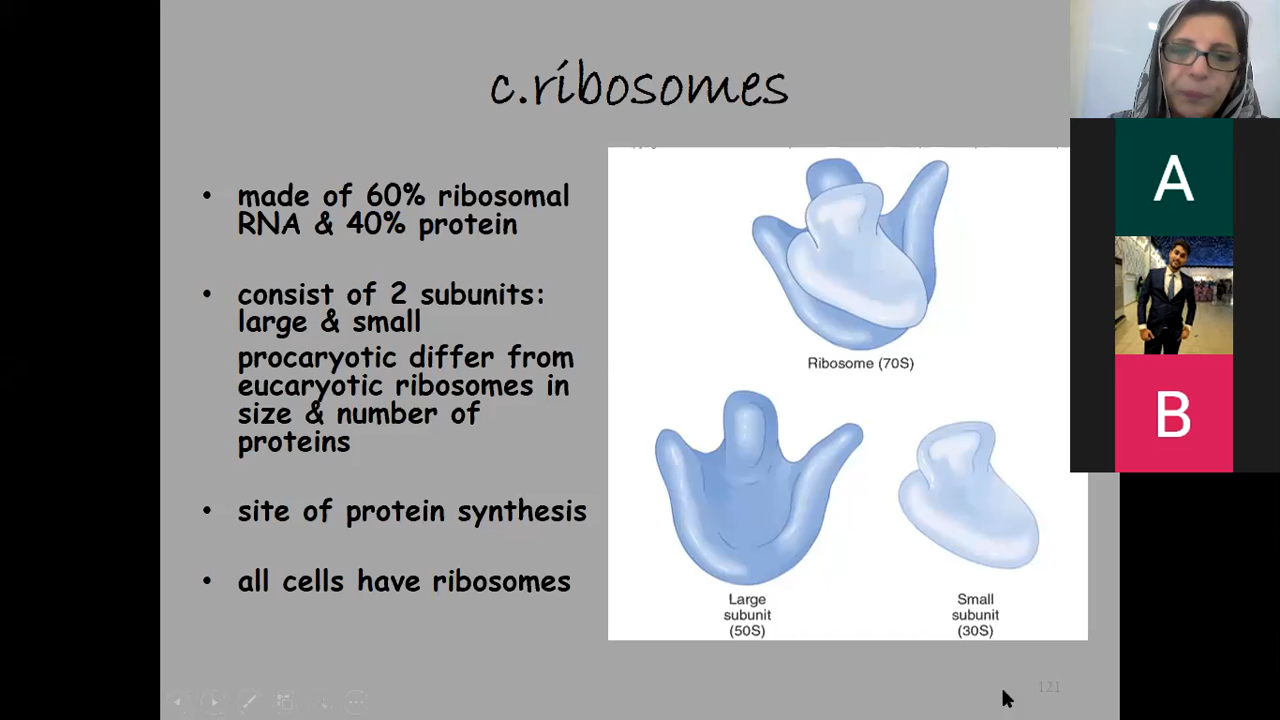 c.ribosomes
• made of 60% ribosomal
RNA & 40% protein
• consist of 2 subunits:
large & small
procaryotic differ from
eucaryotic ribosomes in
size & number of
proteins
• site of protein synthesis
• all cells have ribosomes
Ribosome (70S)
Large
subunit
(50S)
Small
subunit
(30S)
A
B
121